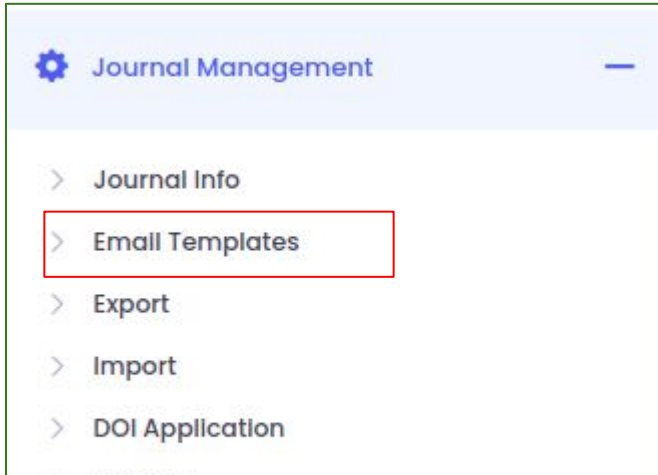 Journal Management
Journal Info
Email Templates
Export
Import
DOI Application